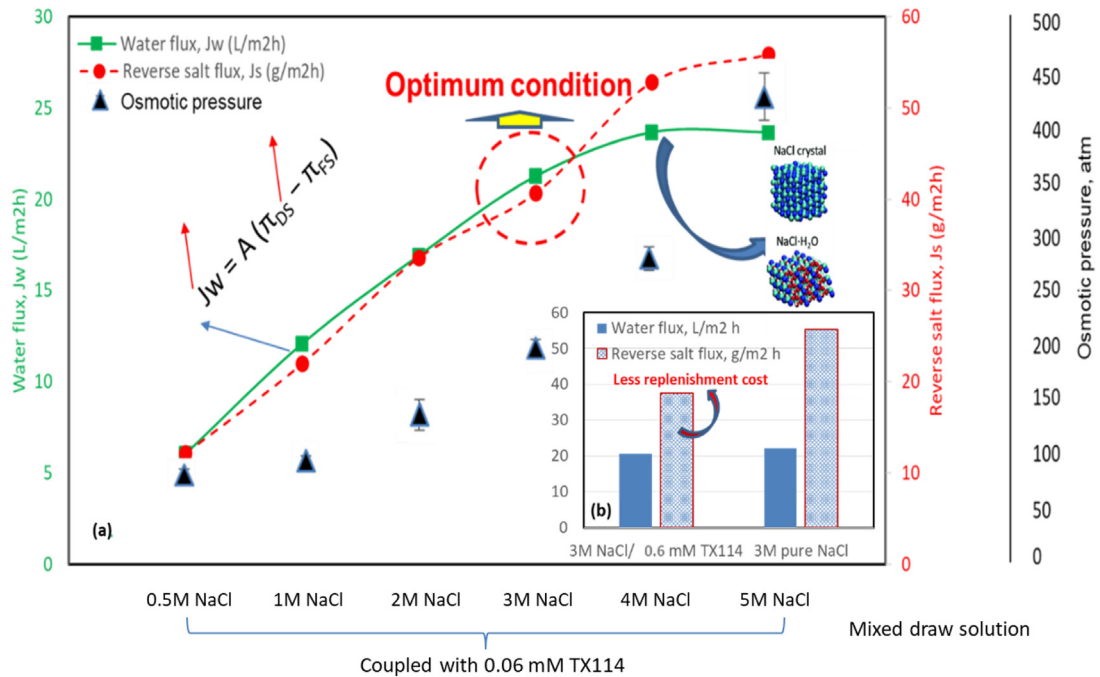 30
25
20
15
10
5
0
Water flux, Jw (L/m2h)
Water flux, Jw (L/m2h)
Reverse salt flux, Js (g/m2h)
Osmotic pressure
Optimum condition
Jw = A (πDS − πFS)
NaCl crystal
NaCl·H2O
(a)
60
50
40
30
20
10
0
Water flux, L/m2 h
Reverse salt flux, g/m2 h
Less replenishment cost
(b)
3M NaCl/ 0.6 mM TX114 3M pure NaCl
60
50
40
30
20
10
0
Reverse salt flux, Js (g/m2h)
500
450
400
350
300
250
200
150
100
50
0
Osmotic pressure, atm
0.5M NaCl 1M NaCl 2M NaCl 3M NaCl 4M NaCl 5M NaCl
Mixed draw solution
Coupled with 0.06 mM TX114